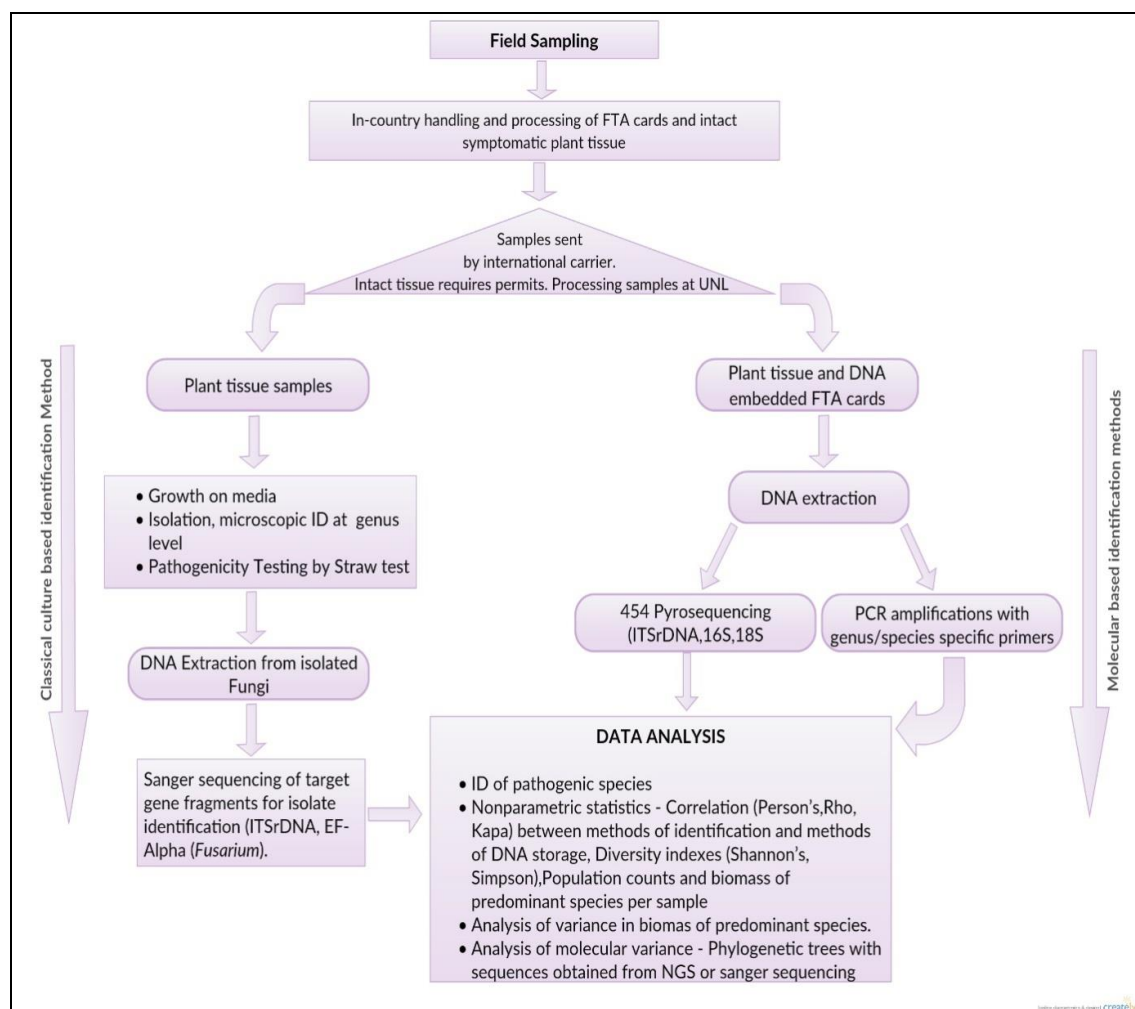 Field Sampling
In-country handling and processing of FTA cards and intact
symptomatic plant tissue
Samples sent
by international carrier.
Intact tissue requires permits. Processing samples at UNL
Classical culture based identification Method
Plant tissue samples
• Growth on media
• Isolation, microscopic ID at genus
level
• Pathogenicity Testing by Straw test
DNA Extraction from isolated
Fungi
Sanger sequencing of target
gene fragments for isolate
identification (ITSrDNA, EF-
Alpha (Fusarium).
Plant tissue and DNA
embedded FTA cards
DNA extraction
454 Pyrosequencing
(ITSrDNA,16S,18S
PCR amplifications with
genus/species specific primers
Molecular based identification methods
DATA ANALYSIS
• ID of pathogenic species
• Nonparametric statistics - Correlation (Person's,Rho,
Kapa) between methods of identification and methods
of DNA storage, Diversity indexes (Shannon's,
Simpson),Population counts and biomass of
predominant species per sample
• Analysis of variance in biomas of predominant species.
• Analysis of molecular variance - Phylogenetic trees with
sequences obtained from NGS or sanger sequencing